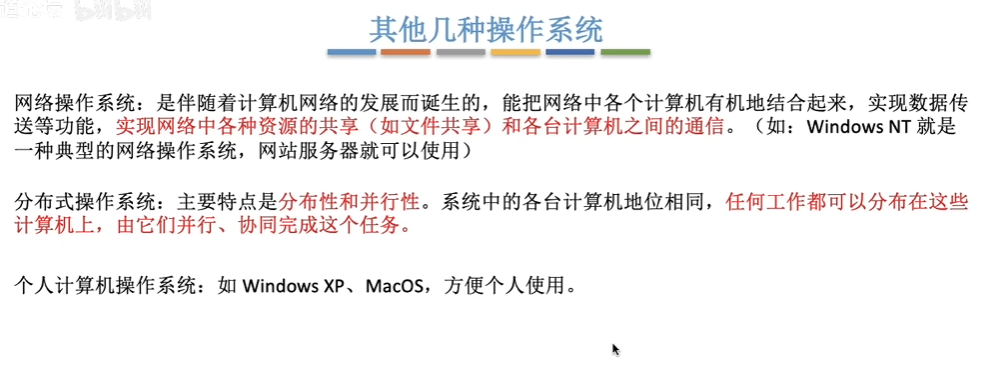 其他几种操作系统
网络操作系统：是伴随着计算机网络的发展而诞生的，能把网络中各个计算机有机地结合起来，实现数据传
送等功能，实现网络中各种资源的共享（如文件共享）和各台计算机之间的通信。（如：Windows NT 就是
一种典型的网络操作系统，网站服务器就可以使用）
分布式操作系统：主要特点是分布性和并行性。系统中的各台计算机地位相同，任何工作都可以分布在这些
计算机上，由它们并行、协同完成这个任务。
个人计算机操作系统：如 Windows XP、MacOS，方便个人使用。